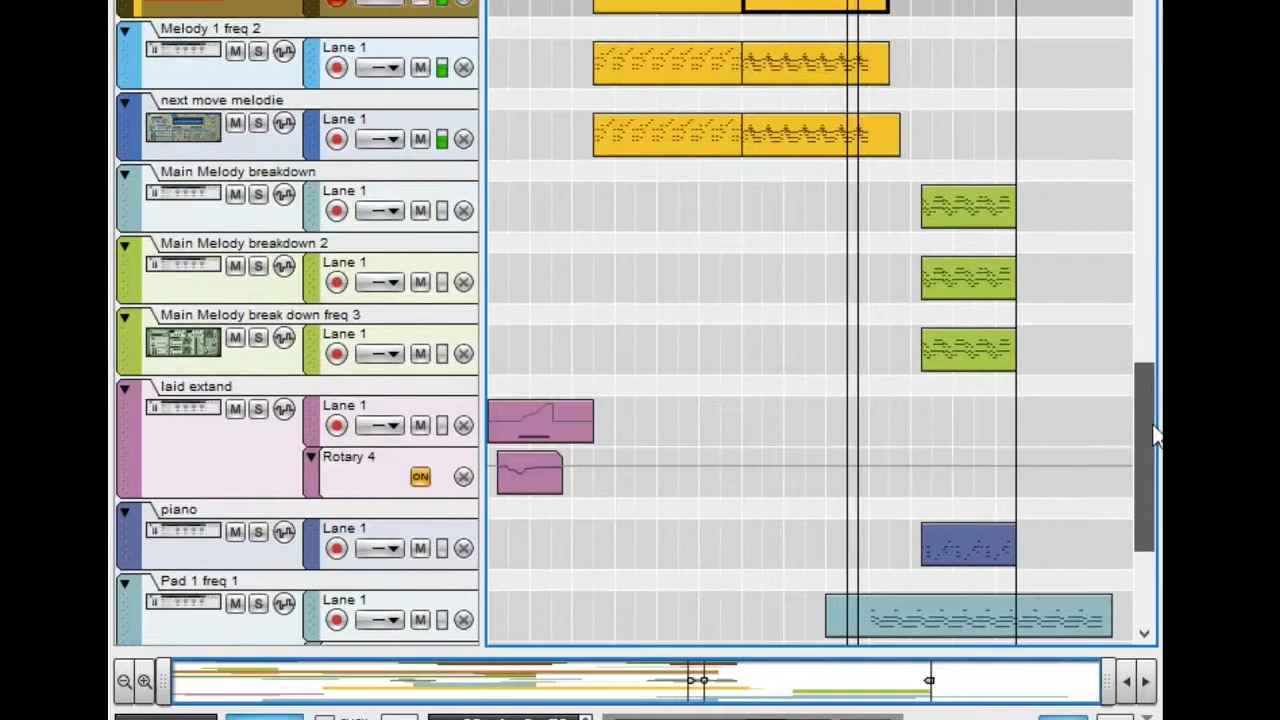 Melody 1 freq 2
Lane 1
M S
M
next move melodie
Lane 1
M S
M
Main Melody breakdown
Lane 1
M S
M
Main Melody breakdown 2
Lane 1
M S
M
Main Melody break down freq 3
Lane 1
M S
M
laid extand
Lane 1
M S
M
Rotary 4
ON
piano
Lane 1
M S
M
Pad 1 freq 1
Lane 1
M S
M